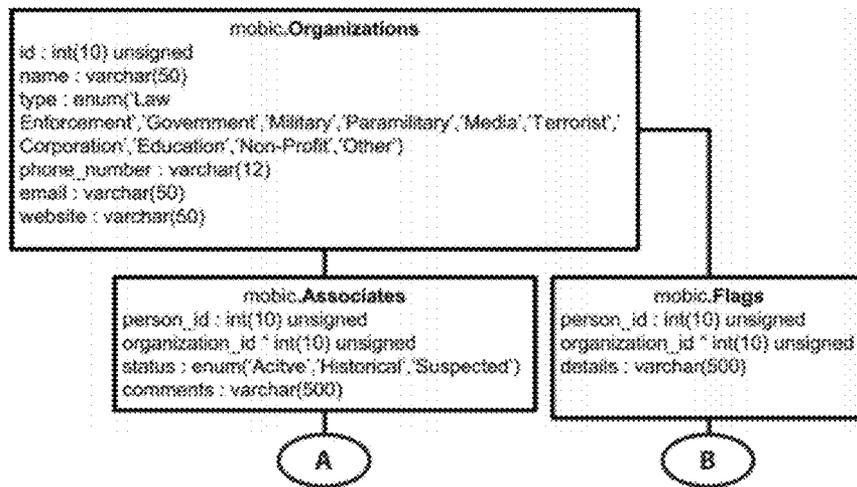 mobic.Organizations
id : int(10) unsigned
name : varchar(50)
type : enum('Law
Enforcement','Government','Military','Paramilitary','Media','Terrorist','
Corporation','Education','Non-Profit','Other')
phone_number : varchar(12)
email : varchar(50)
website : varchar(50)
mobic.Associates
person_id : int(10) unsigned
organization_id * int(10) unsigned
status : enum('Acitve','Historical','Suspected')
comments : varchar(500)
mobic.Flags
person_id : int(10) unsigned
organization_id * int(10) unsigned
details : varchar(500)
A
B